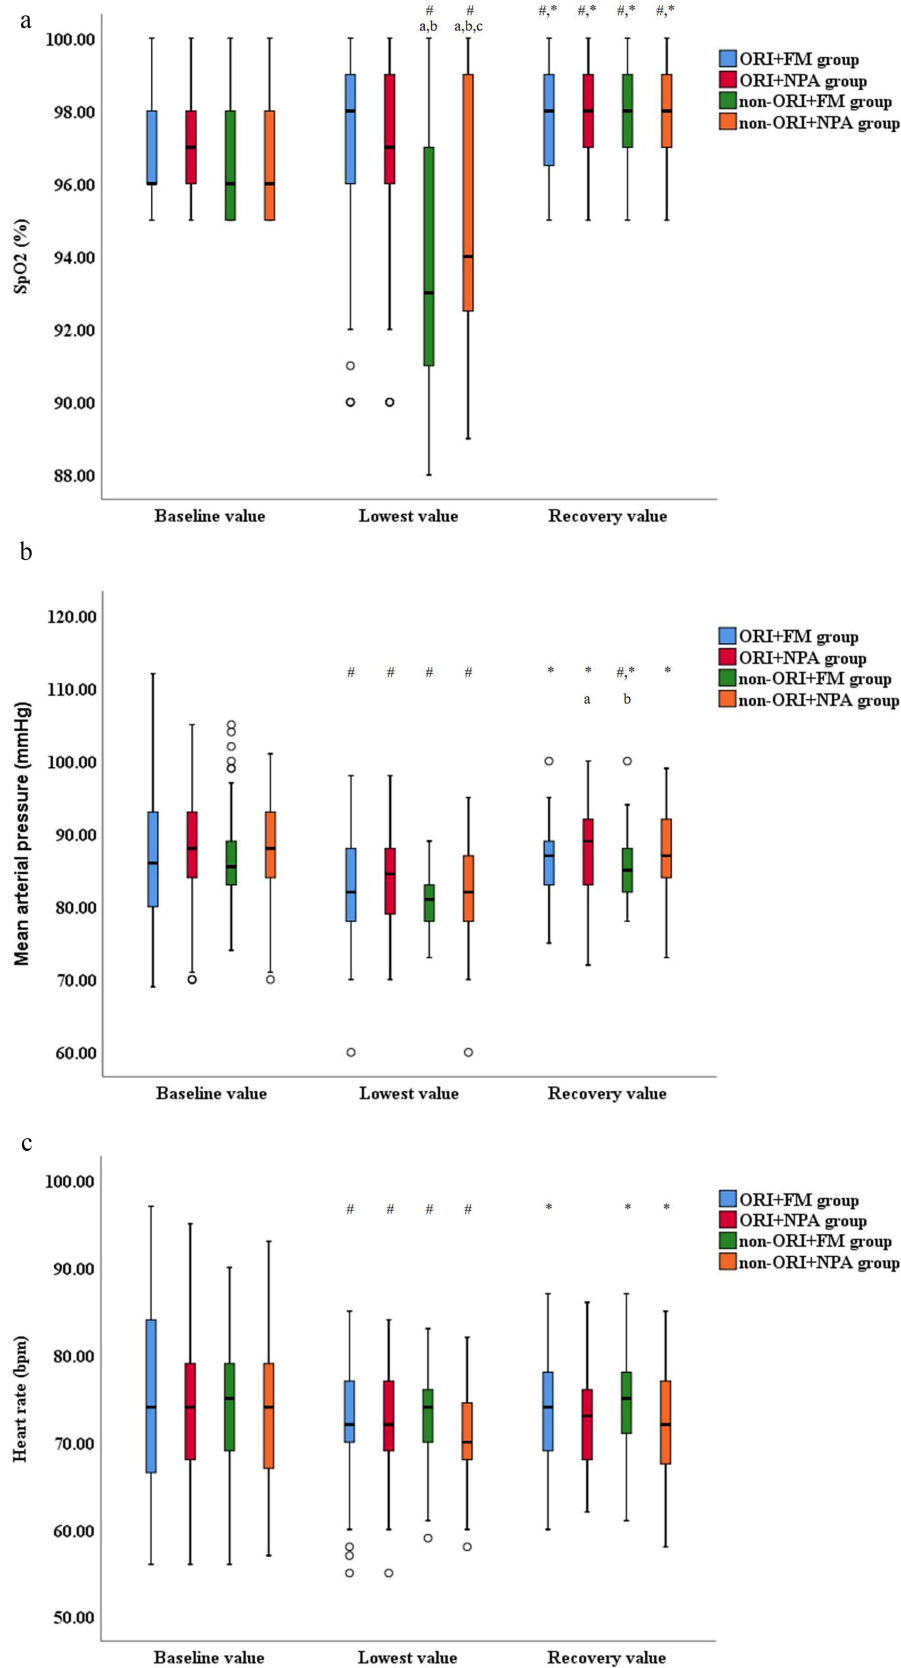 a
# # #,* #,* #,* #,*
a,b a,b,c
100.00
98.00
96.00
94.00
92.00
90.00
88.00
SpO2 (%)
ORI+FM group
ORI+NPA group
non-ORI+FM group
non-ORI+NPA group
Baseline value Lowest value Recovery value
b
120.00
110.00
100.00
90.00
80.00
70.00
60.00
Mean arterial pressure (mmHg)
ORI+FM group
ORI+NPA group
non-ORI+FM group
non-ORI+NPA group
# # # # * * #,* *
a b
Baseline value Lowest value Recovery value
c
100.00
90.00
80.00
70.00
60.00
50.00
Heart rate (bpm)
ORI+FM group
ORI+NPA group
non-ORI+FM group
non-ORI+NPA group
# # # # * * *
Baseline value Lowest value Recovery value